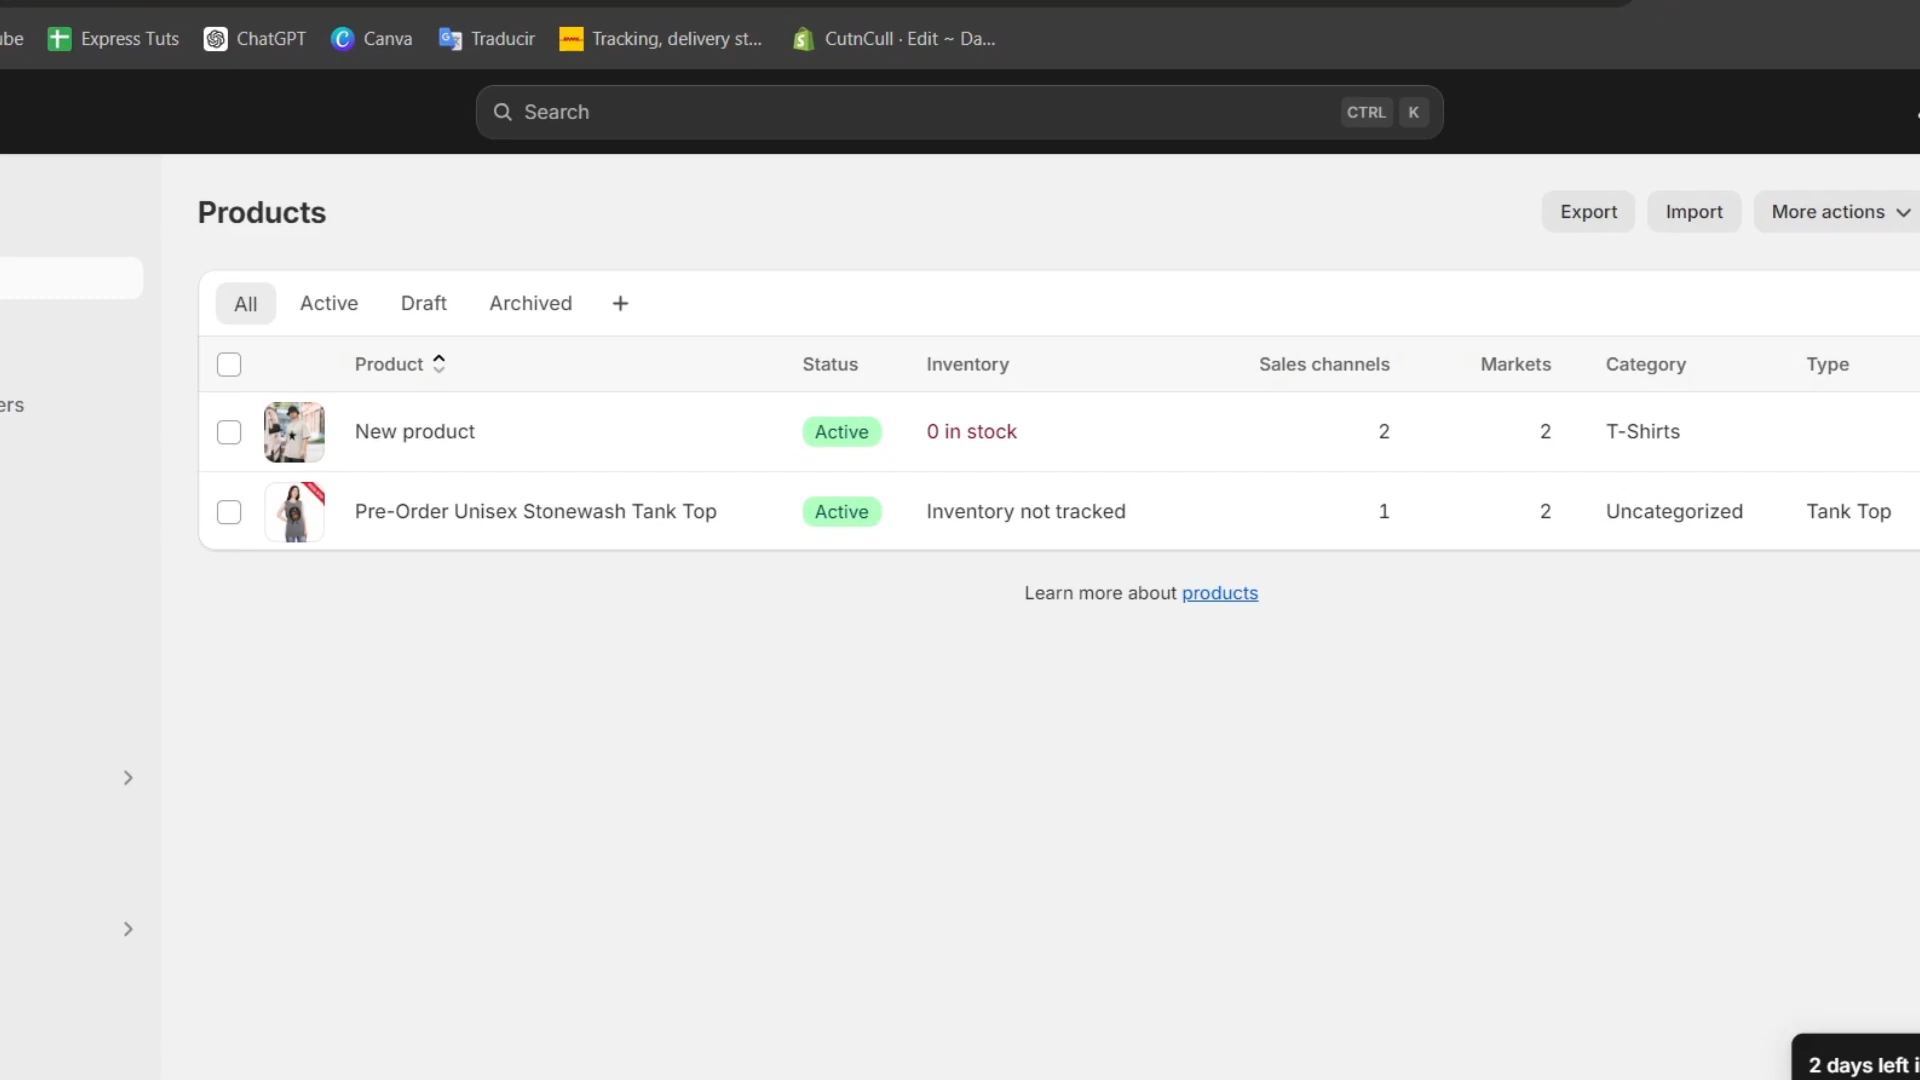 ube Express Tuts ChatGPT Canva Traducir Tracking, delivery st... CutnCull · Edit ~ Da...
Search CTRL K
Products Export Import More actions
All Active Draft Archived +
Product Status Inventory Sales channels Markets Category Type
ers
New product Active 0 in stock 2 2 T-Shirts
Pre-Order Unisex Stonewash Tank Top Active Inventory not tracked 1 2 Uncategorized Tank Top
Learn more about products
2 days left i